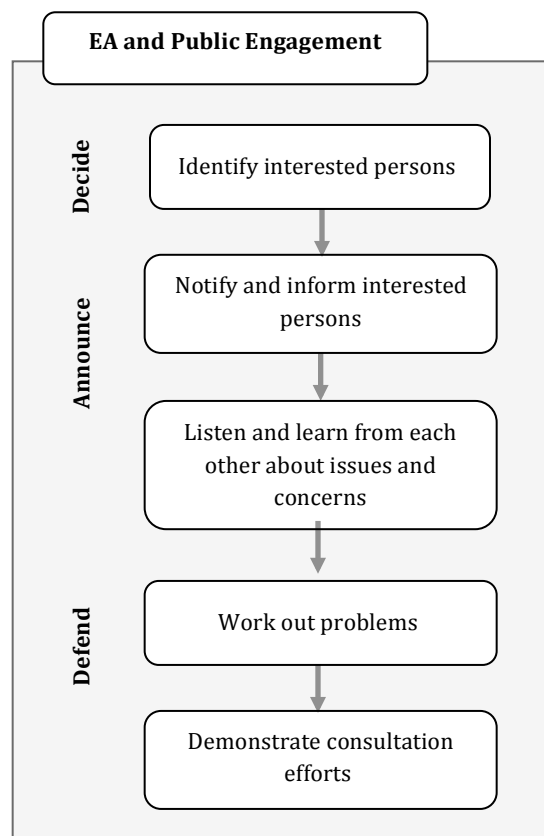 EA and Public Engagement
Decide
Identify interested persons
Announce
Notify and inform interested
persons
Listen and learn from each
other about issues and
concerns
Defend
Work out problems
Demonstrate consultation
efforts